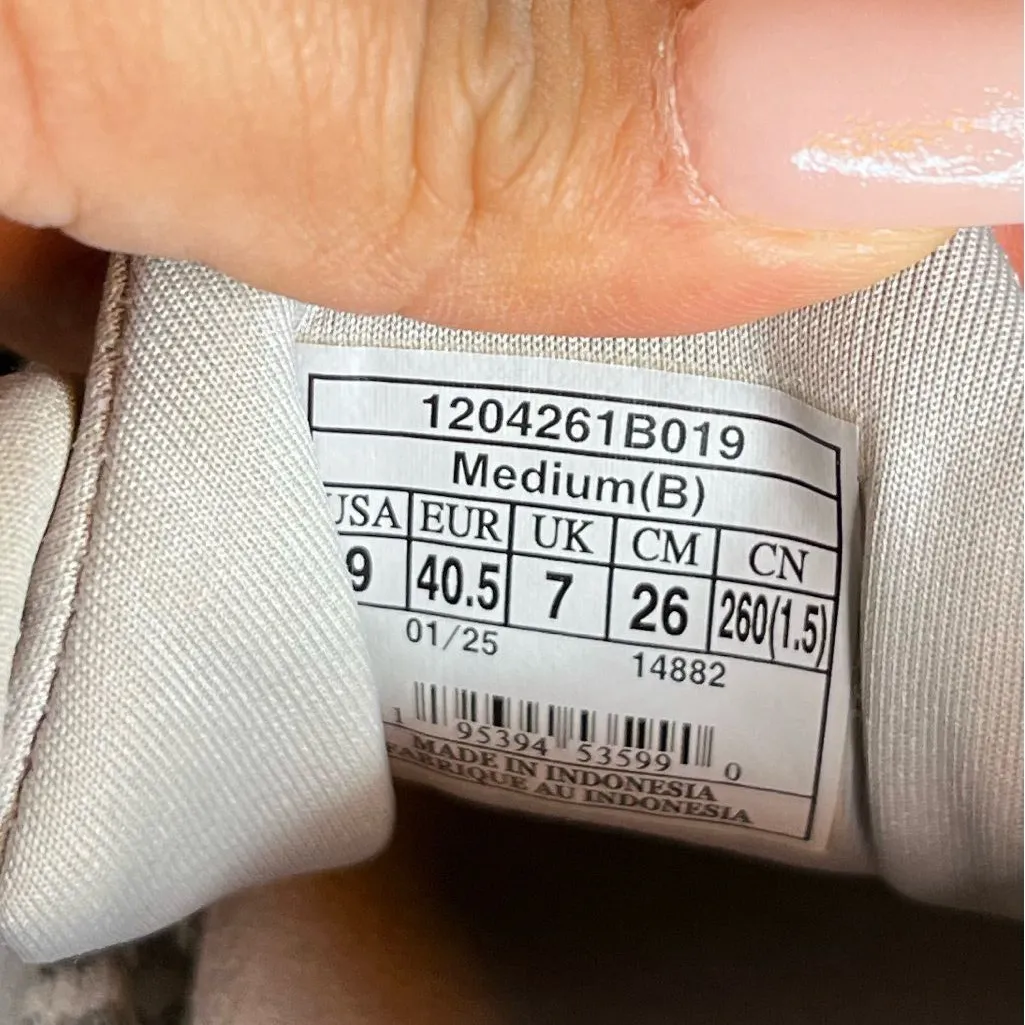 1204261B019
Medium(B)
USA EUR UK CM CN
9 40.5 7 26 260(1.5)
01/25 14882
1 95394 53599 0
MADE IN INDONESIA
FABRIQUE AU INDONESIA